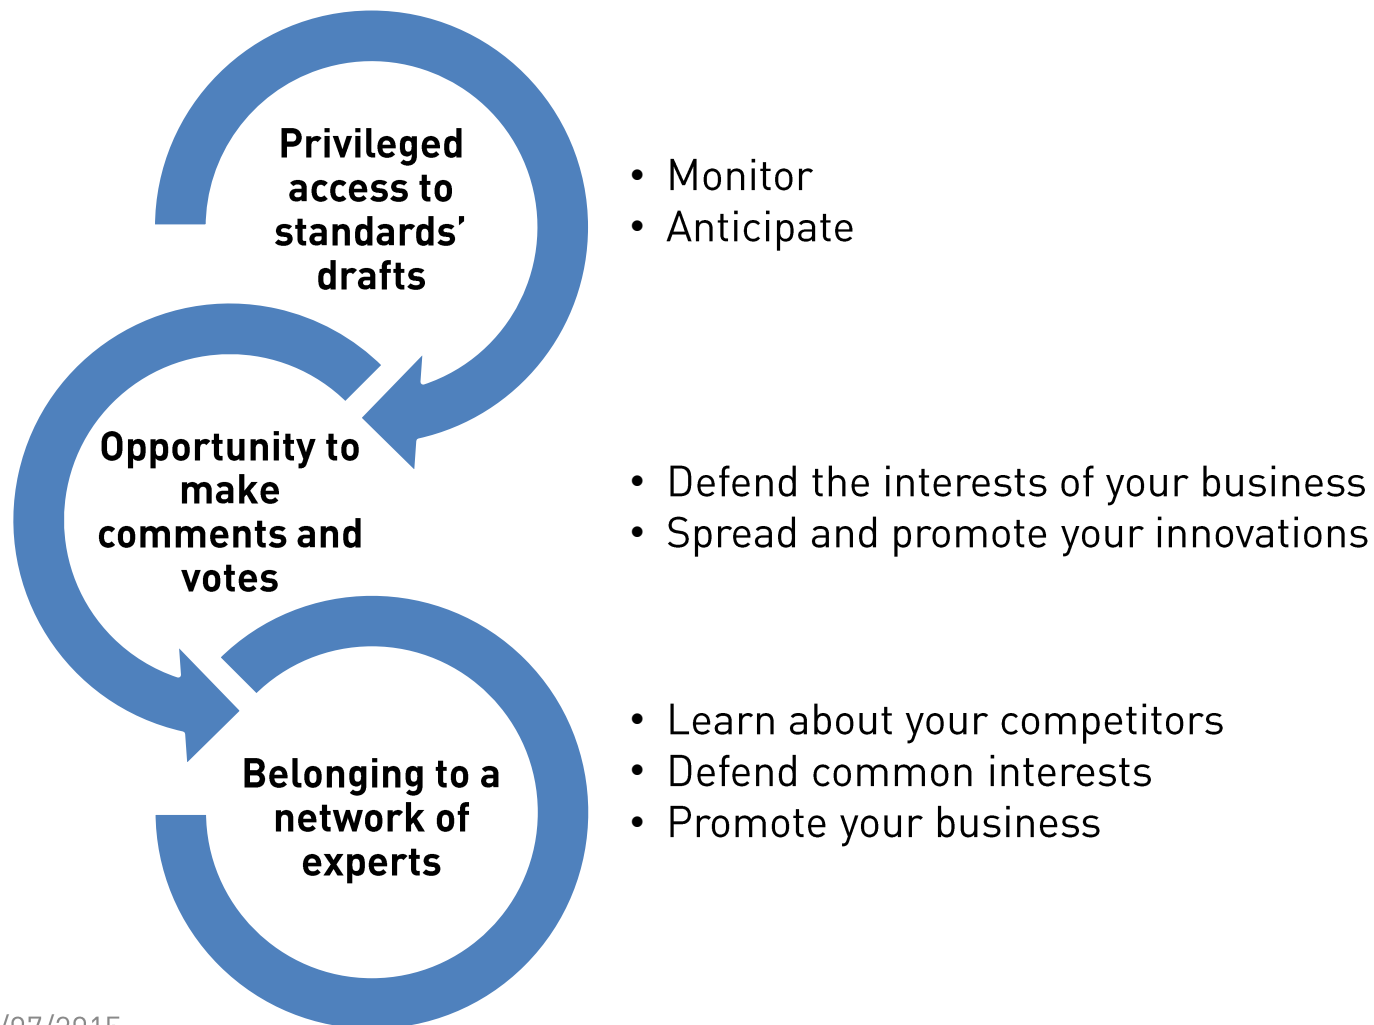 Privileged
access to
standards’
drafts
• Monitor
• Anticipate
Opportunity to
make
comments and
votes
• Defend the interests of your business
• Spread and promote your innovations
Belonging to a
network of
experts
• Learn about your competitors
• Defend common interests
• Promote your business
/07/2015